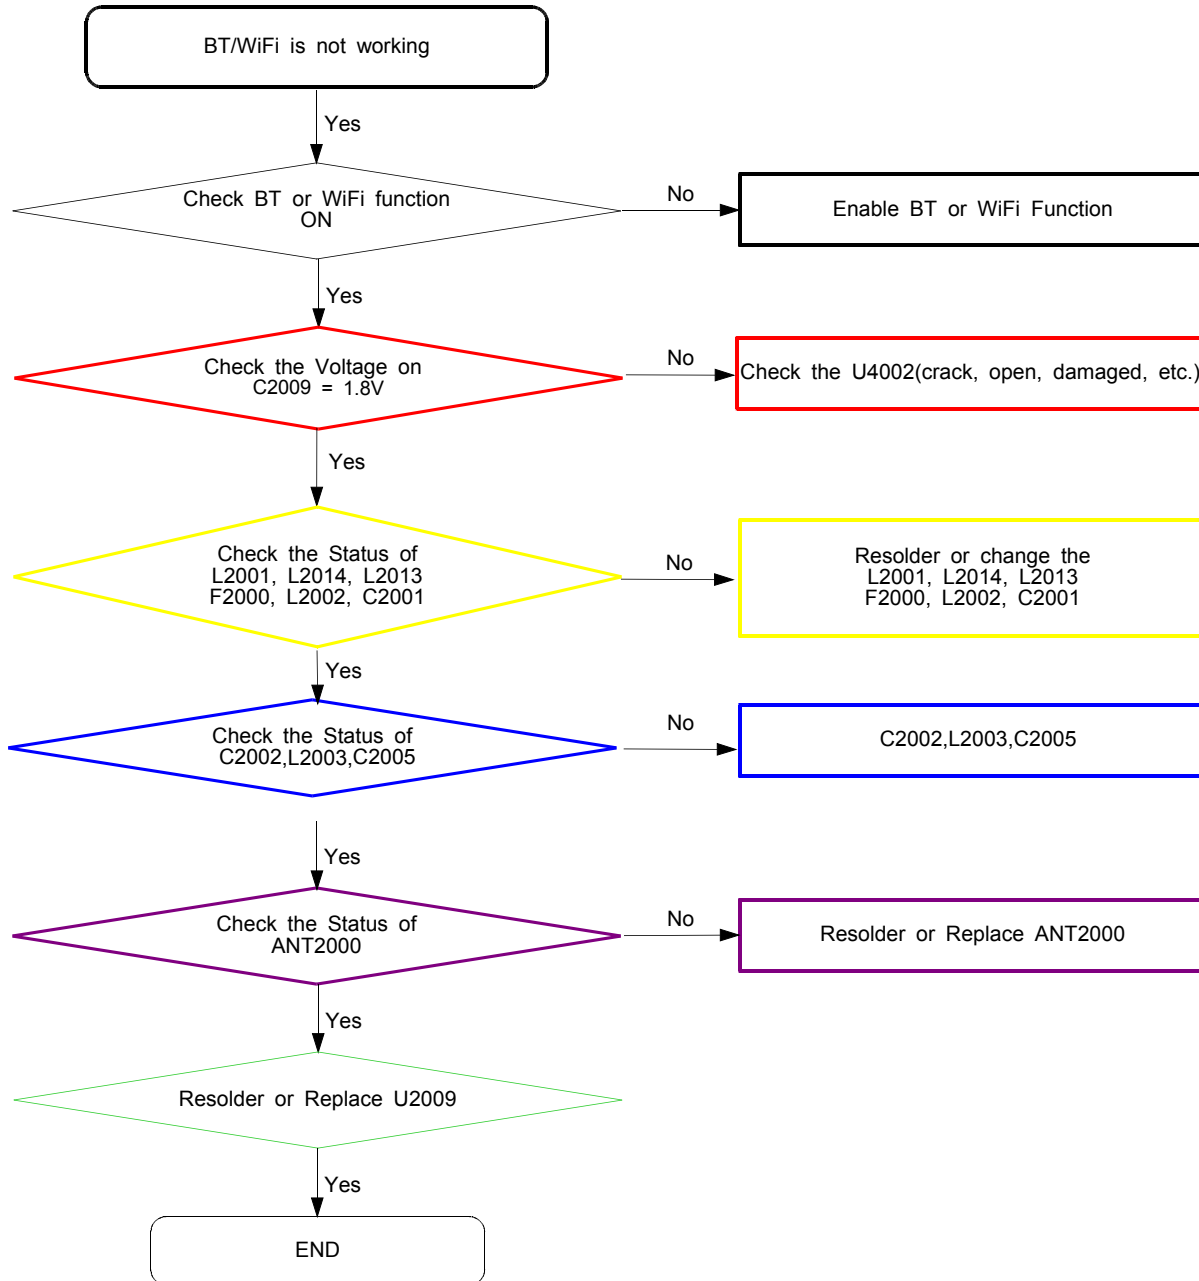 BT/WiFi is not working
Yes
Check BT or WiFi function
ON
No
Enable BT or WiFi Function
Yes
Check the Voltage on
C2009 = 1.8V
No
Check the U4002(crack, open, damaged, etc.)
Yes
Check the Status of
L2001, L2014, L2013
F2000, L2002, C2001
No
Resolder or change the
L2001, L2014, L2013
F2000, L2002, C2001
Yes
Check the Status of
C2002,L2003,C2005
No
C2002,L2003,C2005
Yes
Check the Status of
ANT2000
No
Resolder or Replace ANT2000
Yes
Resolder or Replace U2009
Yes
END